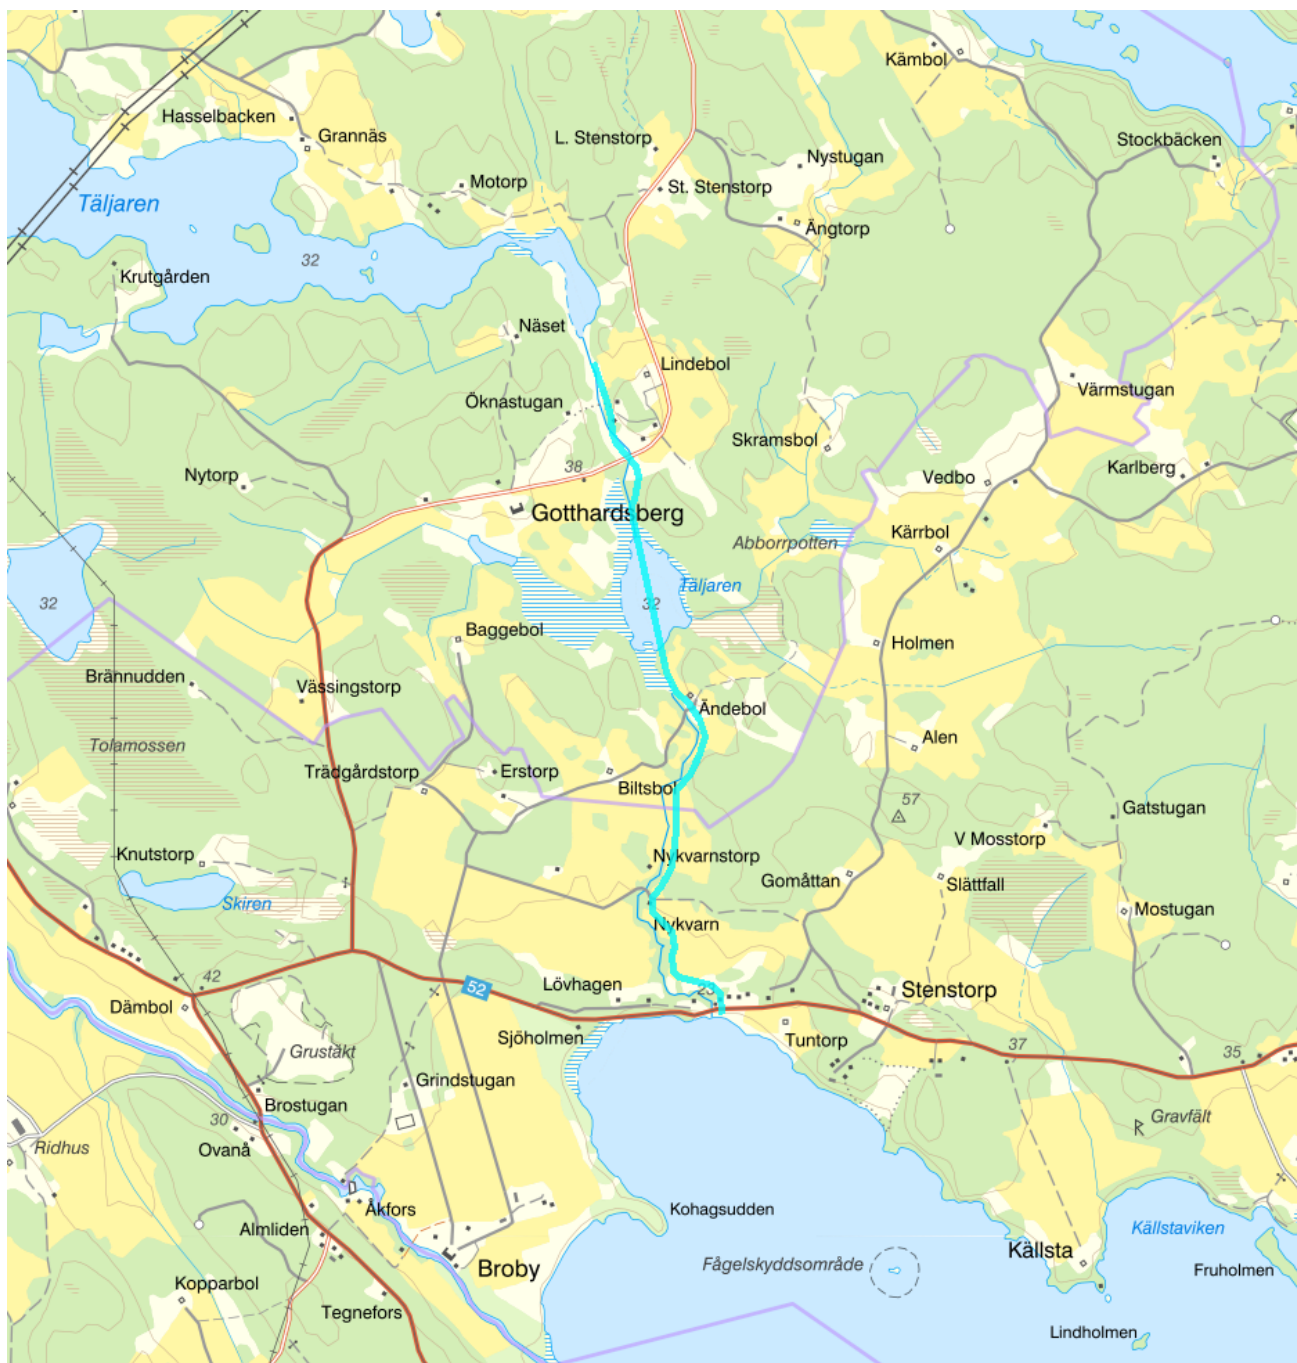 Kämbol
Hasselbacken
Grannäs
L. Stenstorp
Nystugan
Stockbäcken
Motorp
St. Stenstorp
Täljaren
Ängtorp
32
Krutgården
Näset
Lindebol
Öknastugan
Värmstugan
Skramsbol
Nytorp
38
Vedbo
Karlberg
Gotthardsberg
Kärrbol
Abborrpotten
Täljaren
32
32
Baggebol
Holmen
Brännudden
Vässingstorp
Ändebol
Tolamossen
Alen
Trädgårdstorp
Erstorp
Biltsbol
57
Gatstugan
V Mosstorp
Knutstorp
Nykvarnstorp
Gomåttan
Slättfall
Skiren
Mostugan
Nykvarn
42
52
Lövhagen
23
Stenstorp
Dämbol
Sjöholmen
Tuntorp
37
35
Grustäkt
Grindstugan
Brostugan
30
Gravfält
Ridhus
Ovanå
Åkfors
Kohagsudden
Almliden
Källstaviken
Källsta
Broby
Fågelskyddsområde
Fruholmen
Kopparbol
Tegnefors
Lindholmen